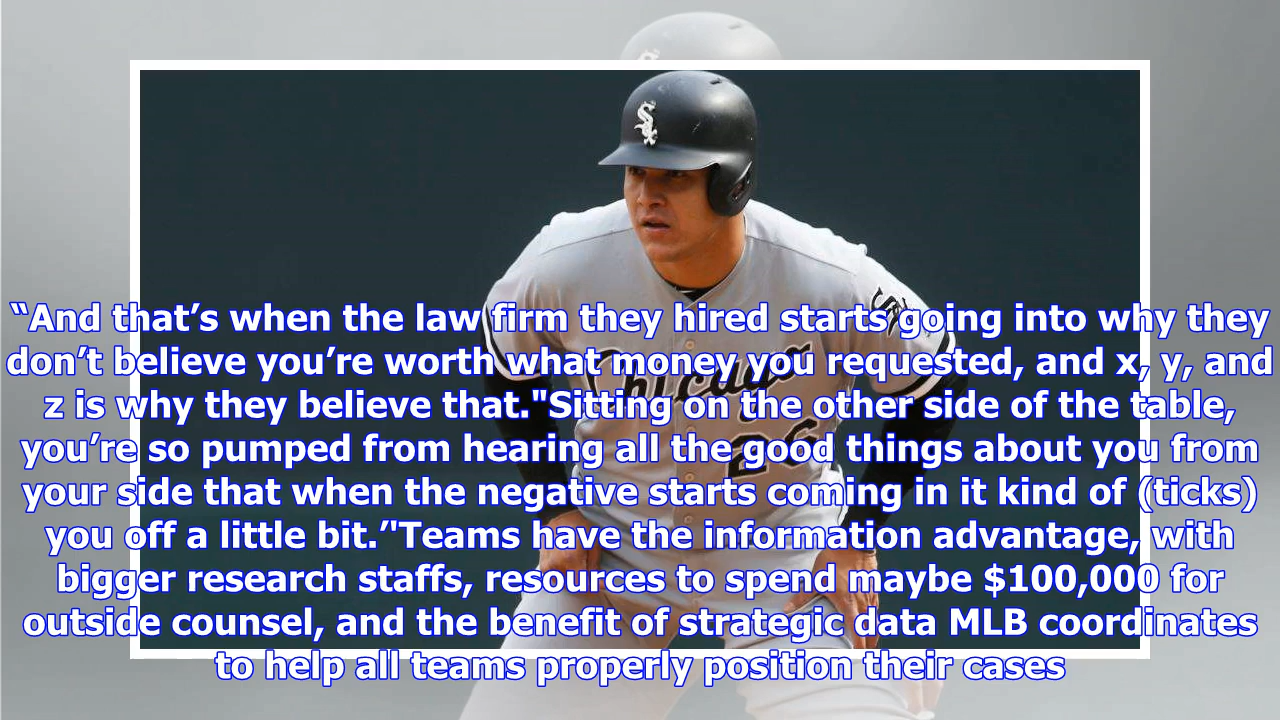 “And that’s when the law firm they hired starts going into why they
don’t believe you’re worth what money you requested, and x, y, and
z is why they believe that."Sitting on the other side of the table,
you’re so pumped from hearing all the good things about you from
your side that when the negative starts coming in it kind of (ticks)
you off a little bit.”"Teams have the information advantage, with
bigger research staffs, resources to spend maybe $100,000 for
outside counsel, and the benefit of strategic data MLB coordinates
to help all teams properly position their cases
Sox
Chicago
26